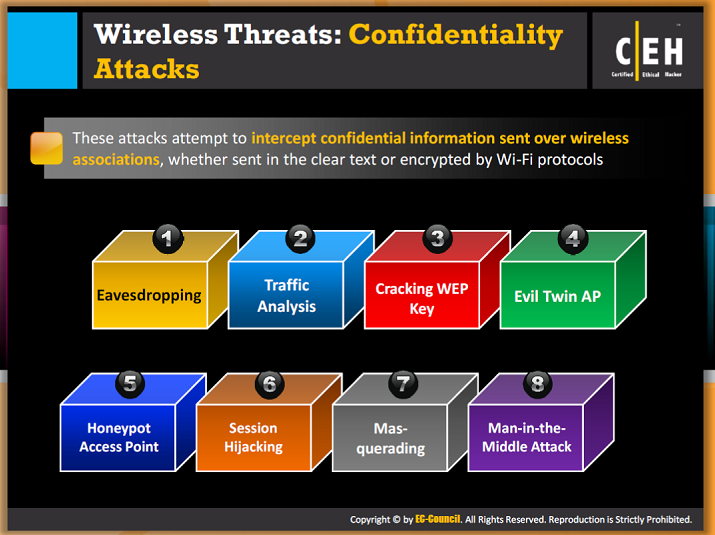 Wireless Threats: Confidentiality
Attacks
CEH
Certified Ethical Hacker
These attacks attempt to intercept confidential information sent over wireless
associations, whether sent in the clear text or encrypted by Wi-Fi protocols
1
2
3
4
Eavesdropping
Traffic
Analysis
Cracking WEP
Key
Evil Twin AP
5
6
7
8
Honeypot
Access Point
Session
Hijacking
Mas-
querading
Man-in-the-
Middle Attack
Copyright © by EC-Council. All Rights Reserved. Reproduction is Strictly Prohibited.